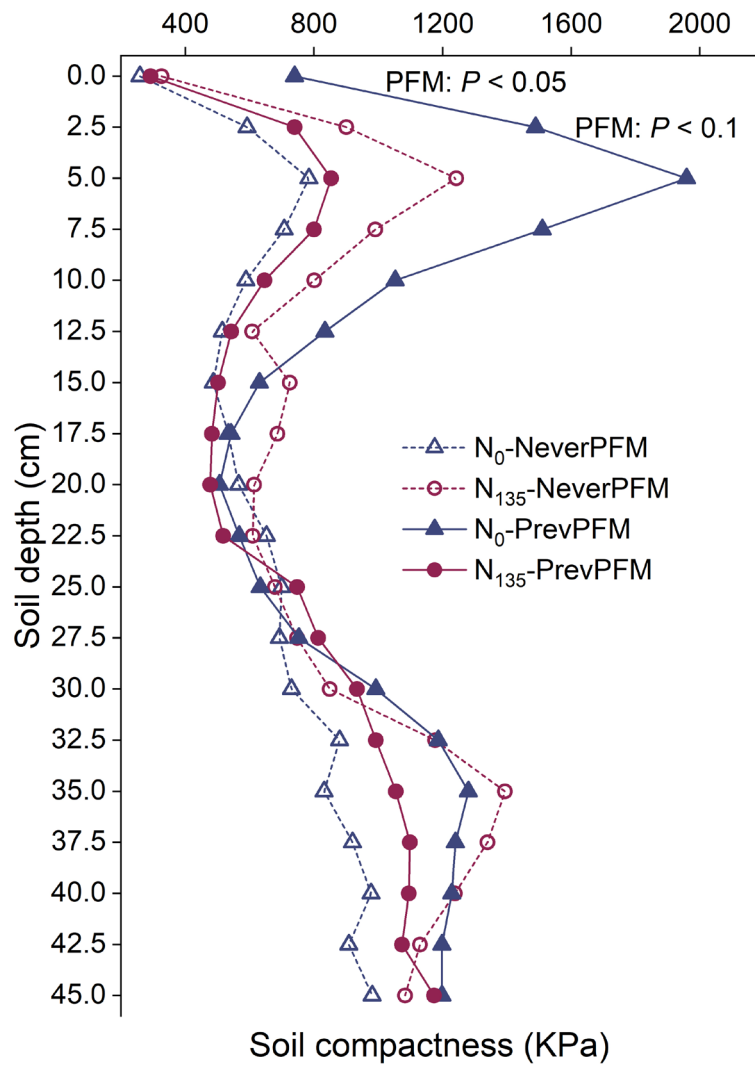 400 800 1200 1600 2000
0.0
PFM: P < 0.05
2.5
PFM: P < 0.1
5.0
7.5
10.0
12.5
15.0
17.5
20.0
22.5
25.0
27.5
30.0
32.5
35.0
37.5
40.0
42.5
45.0
Soil depth (cm)
N₀-NeverPFM
N₁₃₅-NeverPFM
N₀-PrevPFM
N₁₃₅-PrevPFM
Soil compactness (KPa)